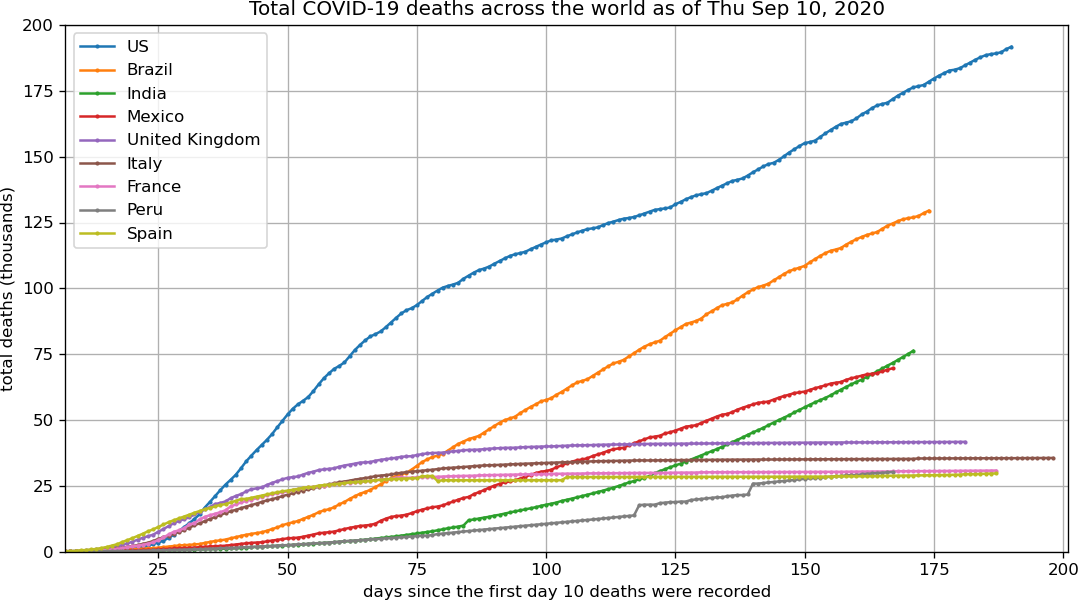 Total COVID-19 deaths across the world as of Thu Sep 10, 2020
200
175
150
125
100
75
50
25
0
total deaths (thousands)
US
Brazil
India
Mexico
United Kingdom
Italy
France
Peru
Spain
25 50 75 100 125 150 175 200
days since the first day 10 deaths were recorded